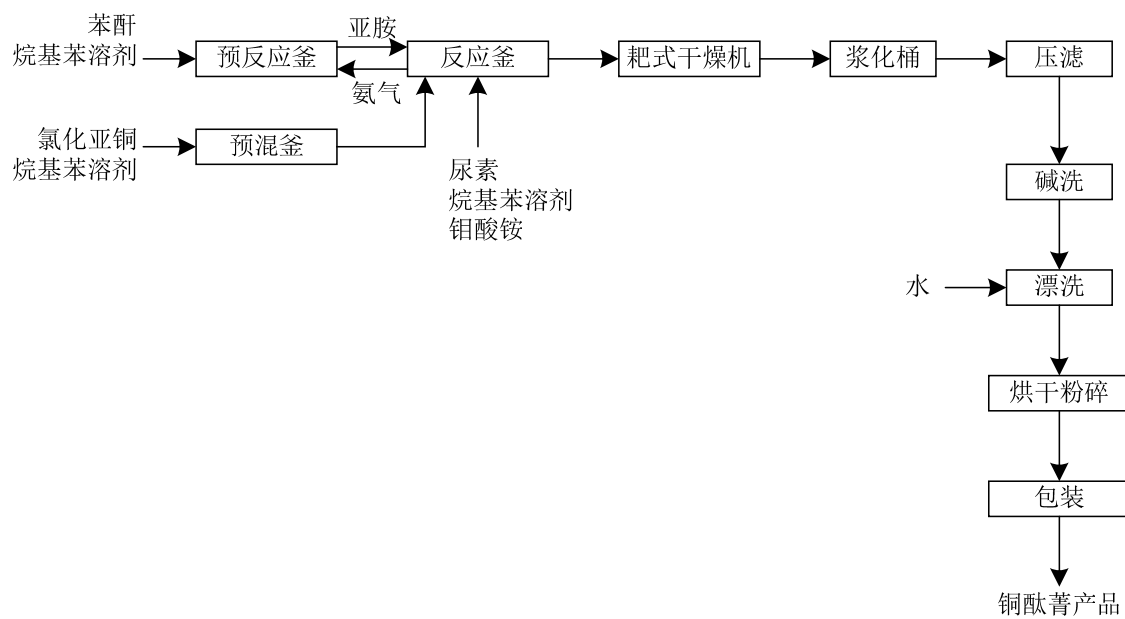 苯酐
烷基苯溶剂
预反应釜
亚胺
氨气
反应釜
耙式干燥机
浆化桶
压滤
氯化亚铜
烷基苯溶剂
预混釜
尿素
烷基苯溶剂
钼酸铵
碱洗
水
漂洗
烘干粉碎
包装
铜酞菁产品